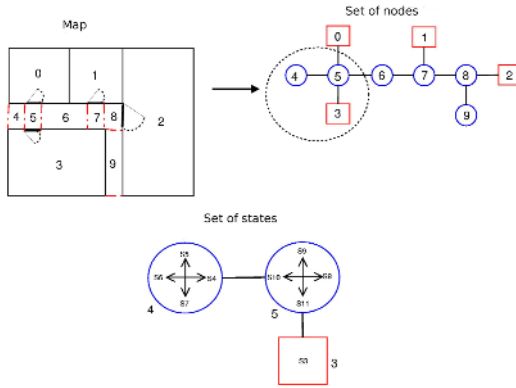 Map
Set of nodes
0 1
2
4 5 6 7 8
3
9
0 1
4 5 6 7 8 2
3 9
Set of states
S5 S9
S6 S4 S10 S8
S7 S11
4 5
S3 3